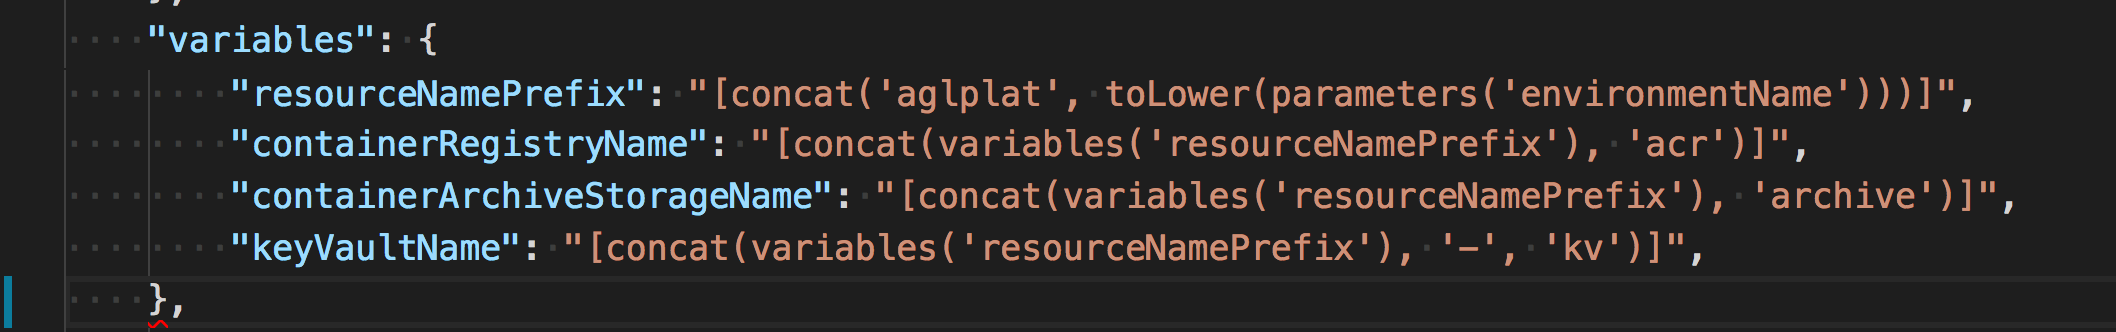 },
    "variables": {
        "resourceNamePrefix": "[concat('aglplat', toLower(parameters('environmentName')))]",
        "containerRegistryName": "[concat(variables('resourceNamePrefix'), 'acr')]",
        "containerArchiveStorageName": "[concat(variables('resourceNamePrefix'), 'archive')]",
        "keyVaultName": "[concat(variables('resourceNamePrefix'), '-', 'kv')]",
    },